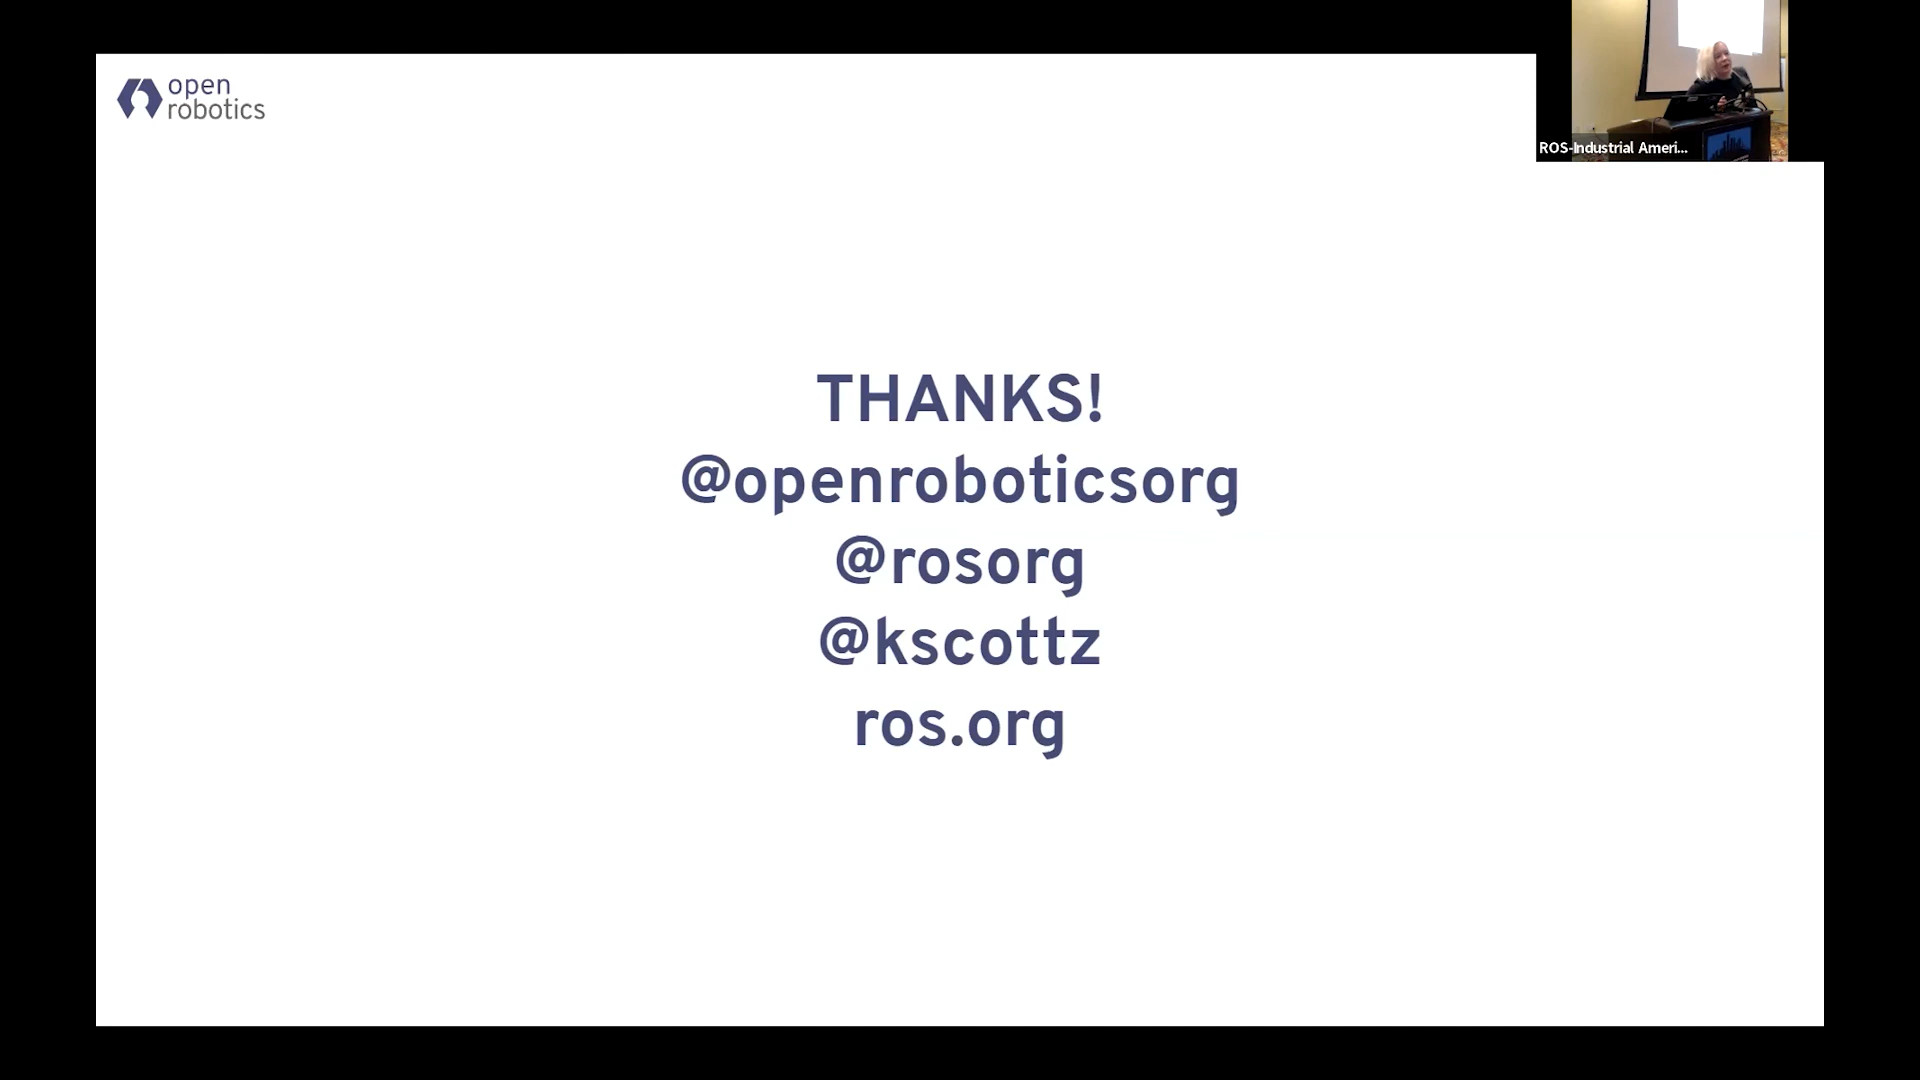 open
robotics
ROS-Industrial Ameri...
THANKS!
@openroboticsorg
@rosorg
@kscottz
ros.org